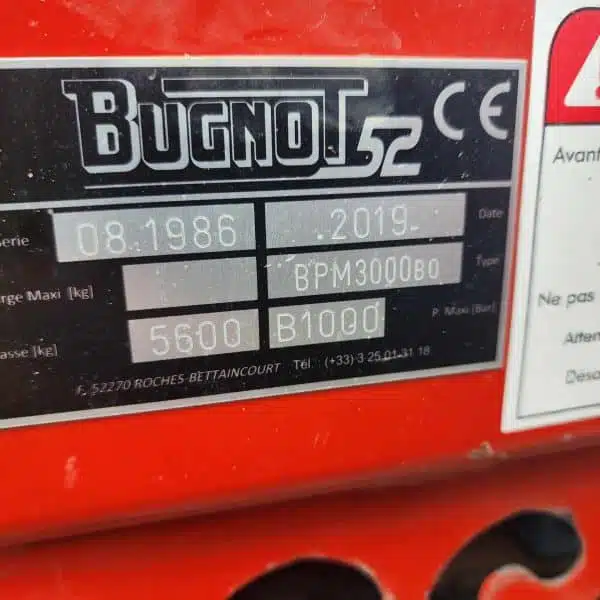 BUGNOT 52 CE
Serie 08.1986 .2019. Date
rge Maxi [kg] BPM3000BO Type
asse [kg] 5600 B1000 P. Maxi [Bar]
F. 52270 ROCHES-BETTAINCOURT Tél. : (+33) 3 25 01 31 18
Avant
Ne pas
Atten
Deso